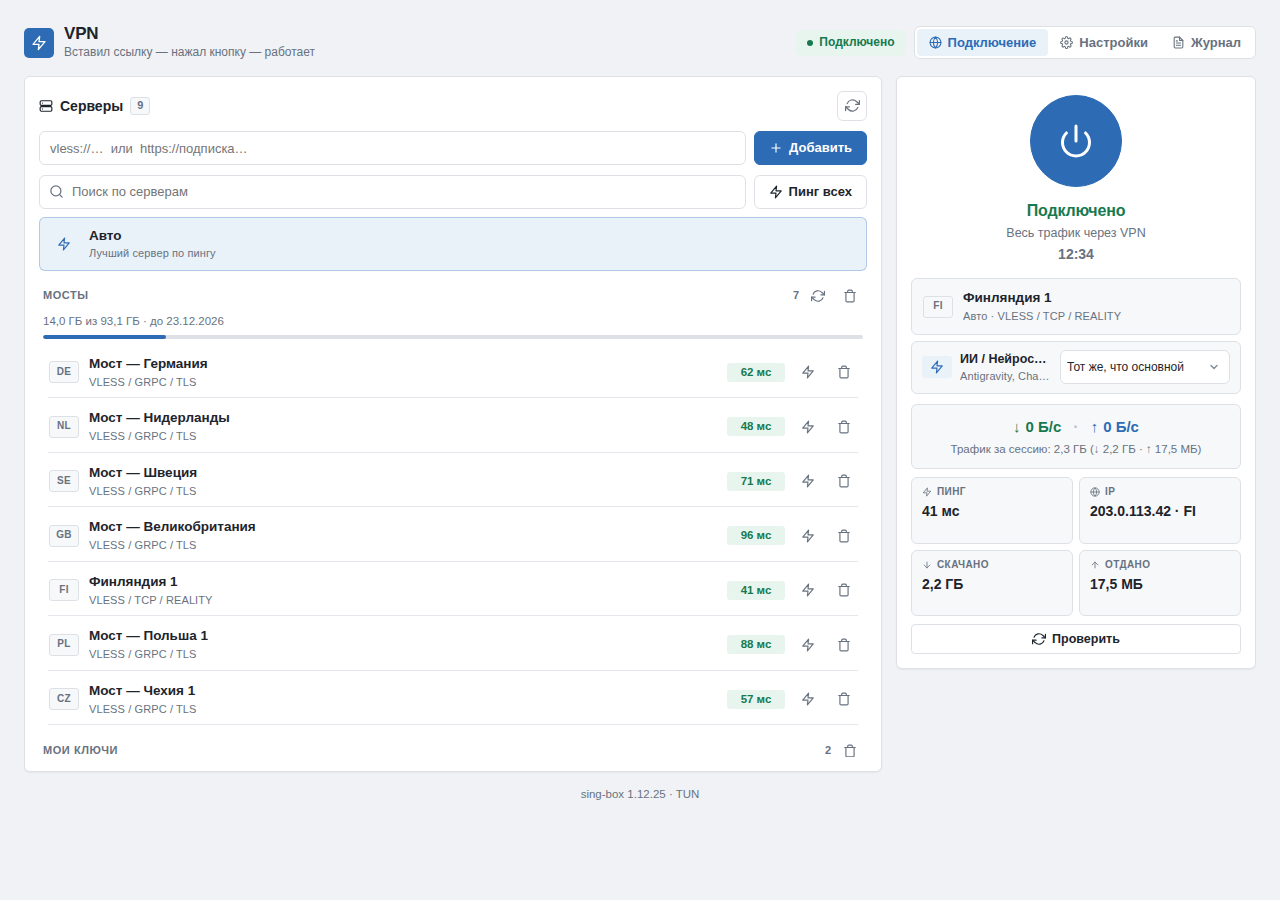 VPN
Вставил ссылку — нажал кнопку — работает
Подключено
Подключение
Настройки
Журнал
Серверы 9
vless://… или https://подписка…
Добавить
Поиск по серверам
Пинг всех
Авто
Лучший сервер по пингу
МОСТЫ 7
14,0 ГБ из 93,1 ГБ · до 23.12.2026
DE Мост — Германия 62 мс
VLESS / GRPC / TLS
NL Мост — Нидерланды 48 мс
VLESS / GRPC / TLS
SE Мост — Швеция 71 мс
VLESS / GRPC / TLS
GB Мост — Великобритания 96 мс
VLESS / GRPC / TLS
FI Финляндия 1 41 мс
VLESS / TCP / REALITY
PL Мост — Польша 1 88 мс
VLESS / GRPC / TLS
CZ Мост — Чехия 1 57 мс
VLESS / GRPC / TLS
МОИ КЛЮЧИ 2
Подключено
Весь трафик через VPN
12:34
FI Финляндия 1
Авто · VLESS / TCP / REALITY
ИИ / Нейрос…
Antigravity, Cha…
Тот же, что основной
↓ 0 Б/с · ↑ 0 Б/с
Трафик за сессию: 2,3 ГБ (↓ 2,2 ГБ · ↑ 17,5 МБ)
ПИНГ
41 мс
IP
203.0.113.42 · FI
СКАЧАНО
2,2 ГБ
ОТДАНО
17,5 МБ
Проверить
sing-box 1.12.25 · TUN